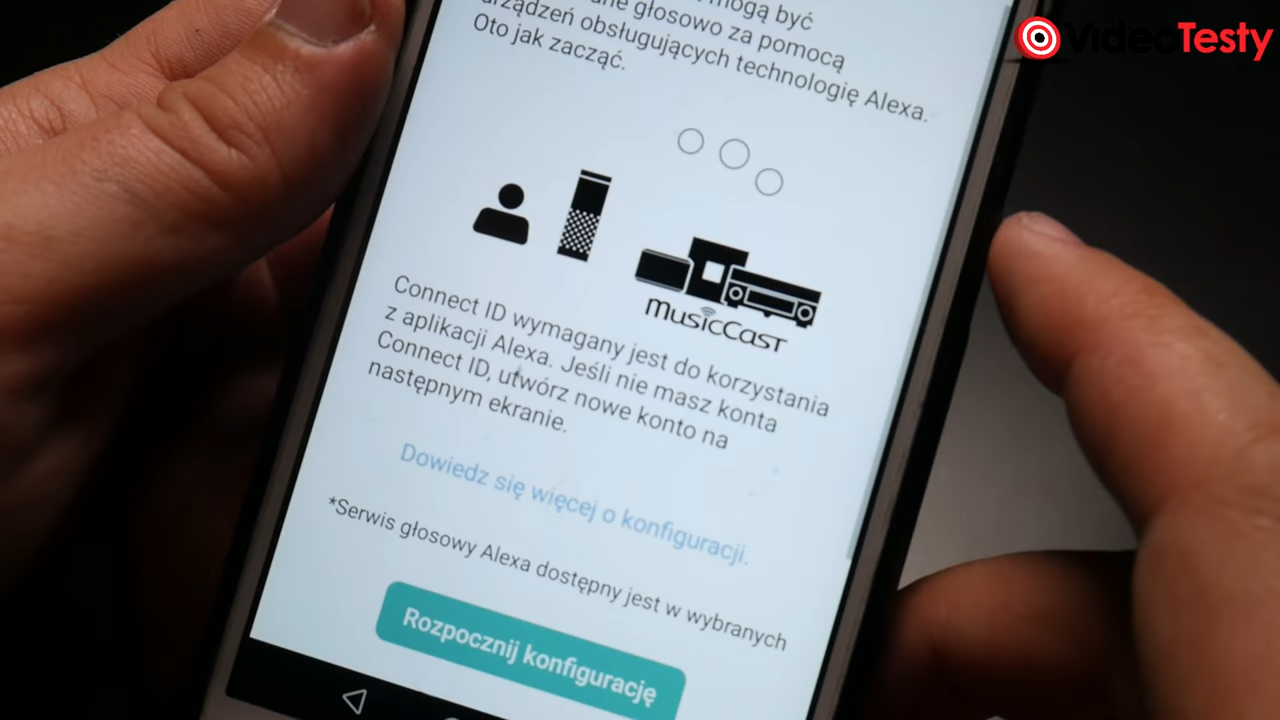 mogą być
głosowo za pomocą
urządzeń obsługujących technologię Alexa.
Oto jak zacząć.
MusicCast
Connect ID wymagany jest do korzystania
z aplikacji Alexa. Jeśli nie masz konta
Connect ID, utwórz nowe konto na
następnym ekranie.
Dowiedz się więcej o konfiguracji.
*Serwis głosowy Alexa dostępny jest w wybranych
Rozpocznij konfigurację
VideoTesty